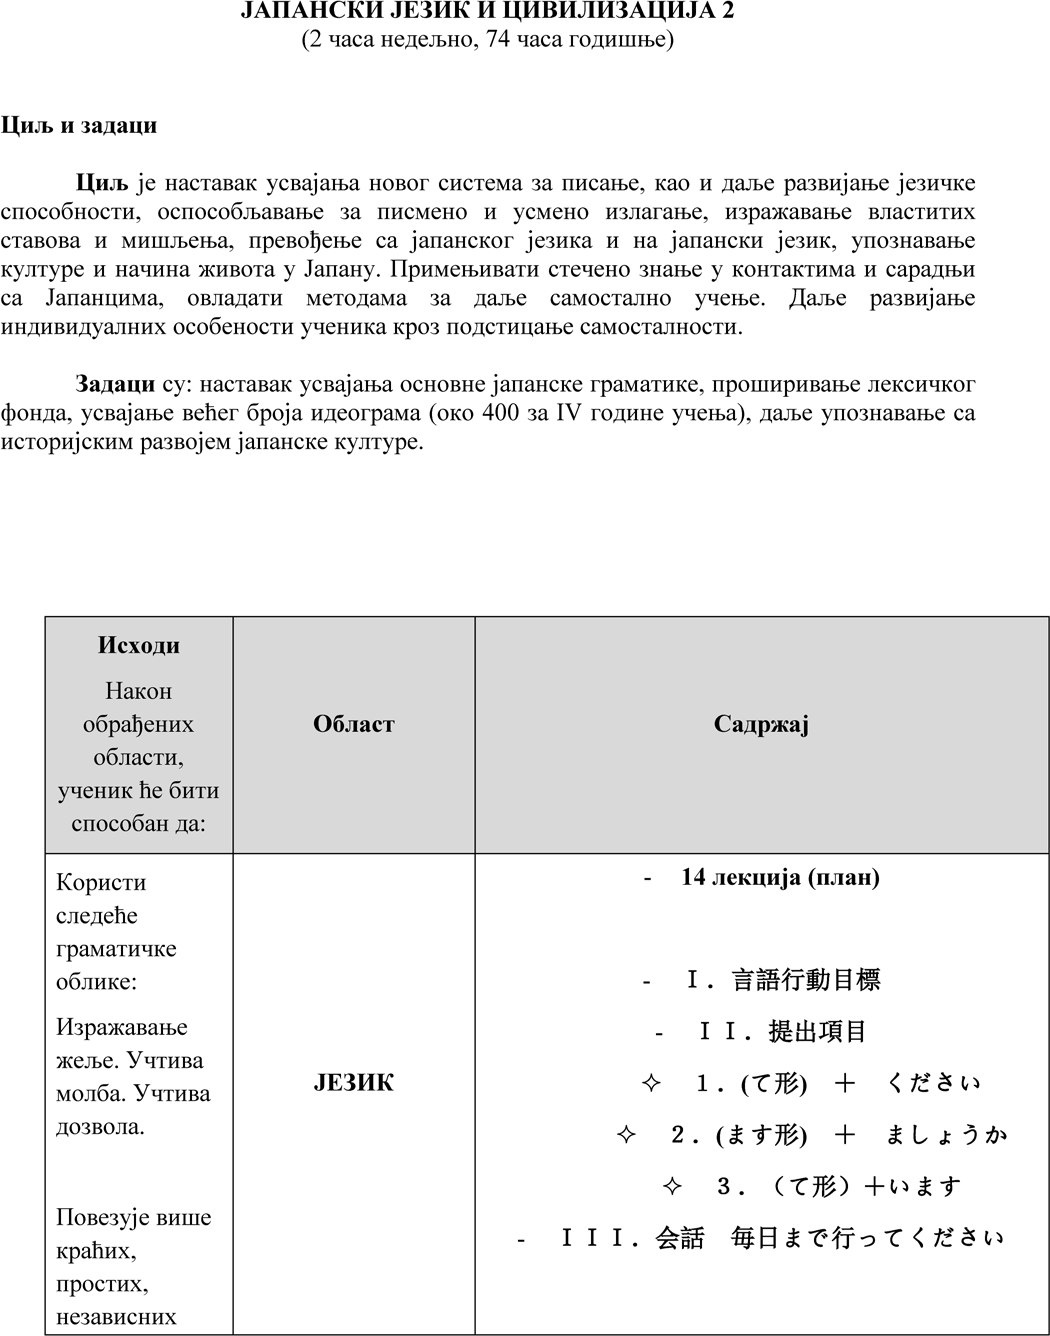 ЈАПАНСКИ ЈЕЗИК И ЦИВИЛИЗАЦИЈА 2
(2 часа недељно, 74 часа годишње)
Циљ и задаци
Циљ је наставак усвајања новог система за писање, као и даље развијање језичке
способности, оспособљавање за писмено и усмено излагање, изражавање властитих
ставова и мишљења, превођење са јапанског језика и на јапански језик, упознавање
културе и начина живота у Јапану. Примењивати стечено знање у контактима и сарадњи
са Јапанцима, овладати методама за даље самостално учење. Даље развијање
индивидуалних особености ученика кроз подстицање самосталности.
Задаци су: наставак усвајања основне јапанске граматике, проширивање лексичког
фонда, усвајање већег броја идеограма (око 400 за IV године учења), даље упознавање са
историјским развојем јапанске културе.
Исходи
Након
обрађених
области,
ученик ће бити
способан да:
Област
Садржај
Користи
следеће
граматичке
облике:
Изражавање
жеље. Учтива
молба. Учтива
дозвола.
Повезује више
краћих,
простих,
независних
ЈЕЗИК
- 14 лекција (план)
- Ｉ．言語行動目標
- ＩＩ．提出項目
✧ １．(て形)　＋　ください
✧ ２．(ます形)　＋　ましょうか
✧ ３．（て形）＋います
- ＩＩＩ．会話　毎日まで行ってください